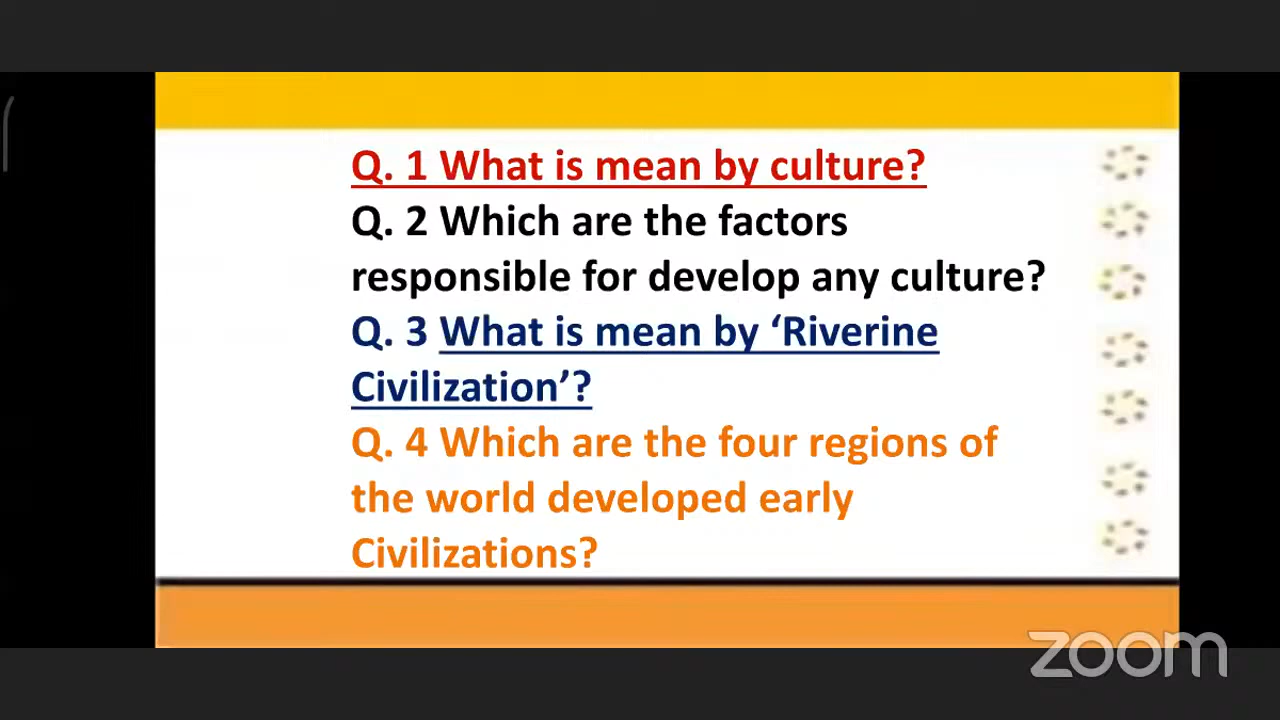 Q. 1 What is mean by culture?
Q. 2 Which are the factors
responsible for develop any culture?
Q. 3 What is mean by ‘Riverine
Civilization’?
Q. 4 Which are the four regions of
the world developed early
Civilizations?
zoom